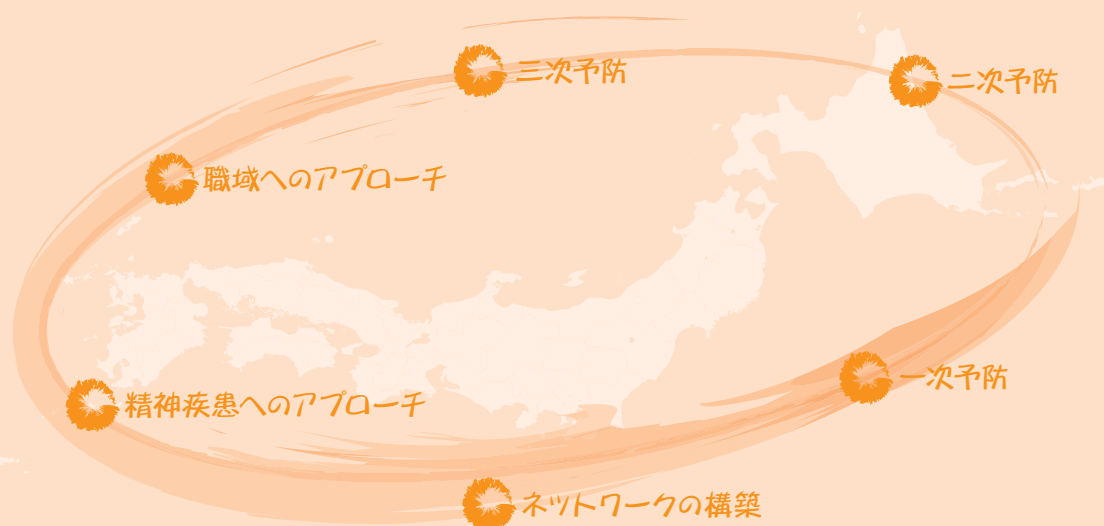 三次予防
二次予防
職域へのアプローチ
一次予防
精神疾患へのアプローチ
ネットワークの構築